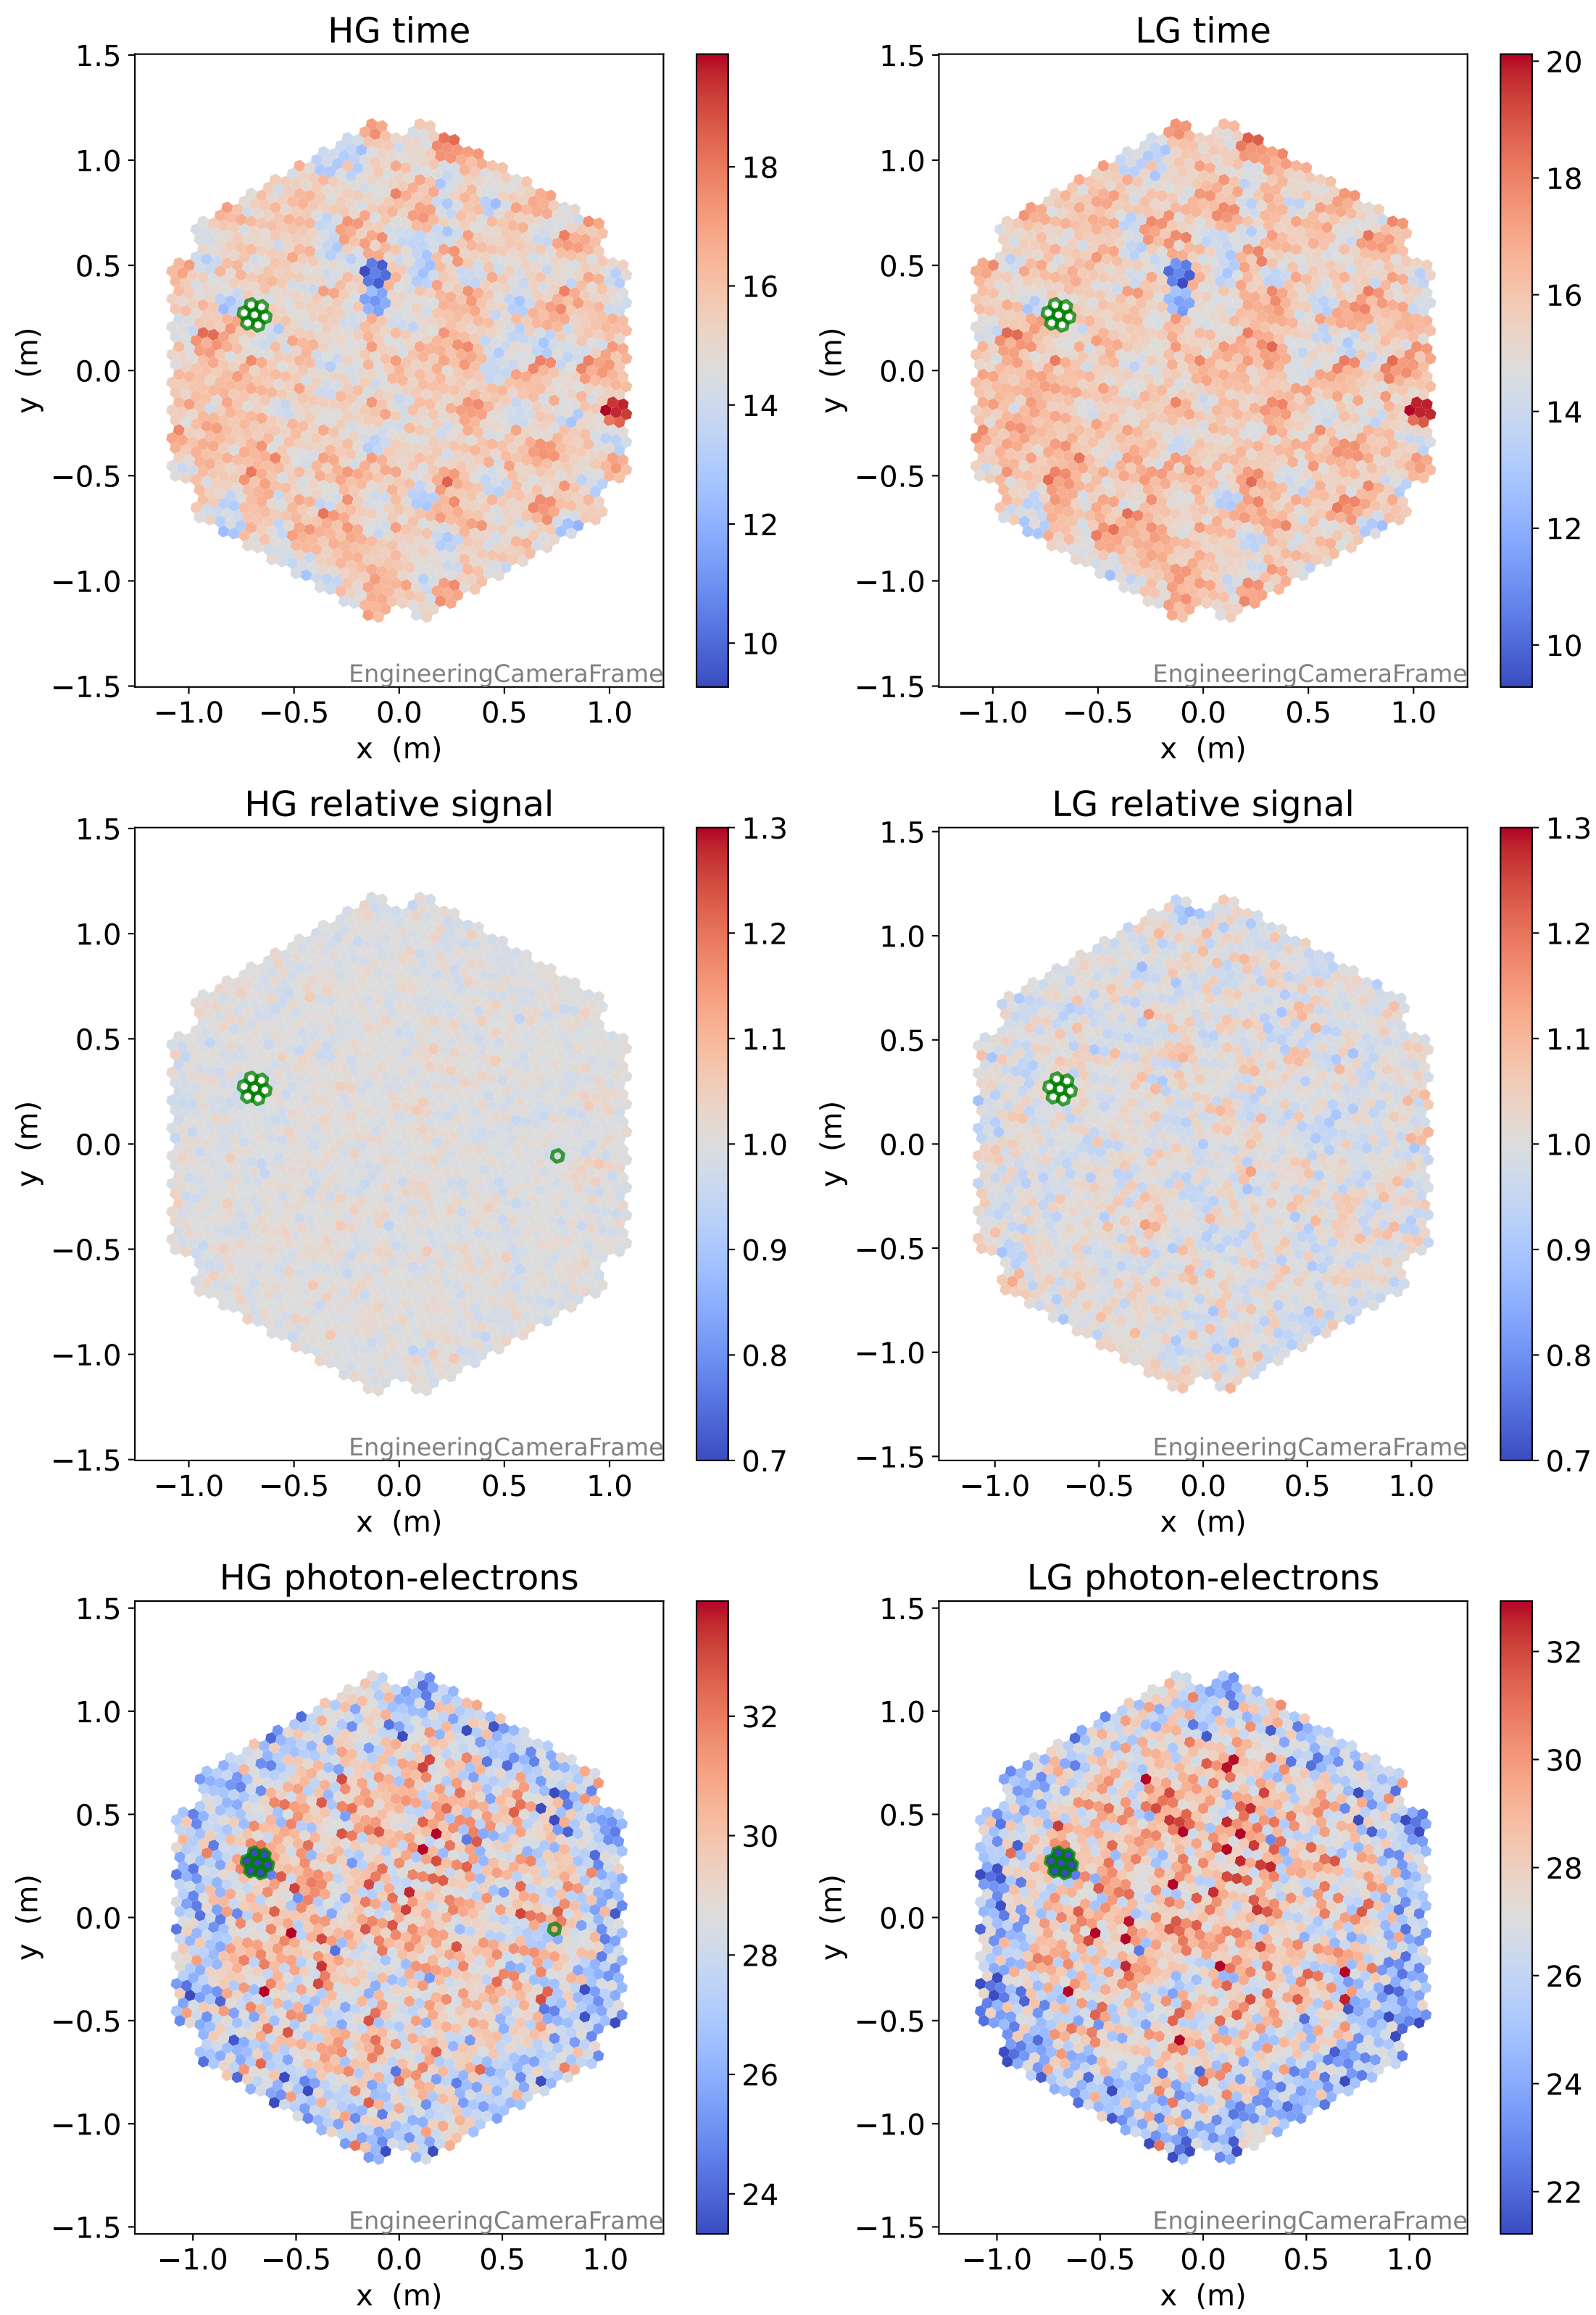 HG time
1.5
1.0
0.5
0.0
−0.5
−1.0
−1.5
y (m)
−1.0 −0.5 0.0 0.5 1.0
x (m)
EngineeringCameraFrame
18
16
14
12
10
LG time
1.5
1.0
0.5
0.0
−0.5
−1.0
−1.5
y (m)
−1.0 −0.5 0.0 0.5 1.0
x (m)
EngineeringCameraFrame
20
18
16
14
12
10
HG relative signal
1.5
1.0
0.5
0.0
−0.5
−1.0
−1.5
y (m)
−1.0 −0.5 0.0 0.5 1.0
x (m)
EngineeringCameraFrame
1.3
1.2
1.1
1.0
0.9
0.8
0.7
LG relative signal
1.5
1.0
0.5
0.0
−0.5
−1.0
−1.5
y (m)
−1.0 −0.5 0.0 0.5 1.0
x (m)
EngineeringCameraFrame
1.3
1.2
1.1
1.0
0.9
0.8
0.7
HG photon-electrons
1.5
1.0
0.5
0.0
−0.5
−1.0
−1.5
y (m)
−1.0 −0.5 0.0 0.5 1.0
x (m)
EngineeringCameraFrame
32
30
28
26
24
LG photon-electrons
1.5
1.0
0.5
0.0
−0.5
−1.0
−1.5
y (m)
−1.0 −0.5 0.0 0.5 1.0
x (m)
EngineeringCameraFrame
32
30
28
26
24
22